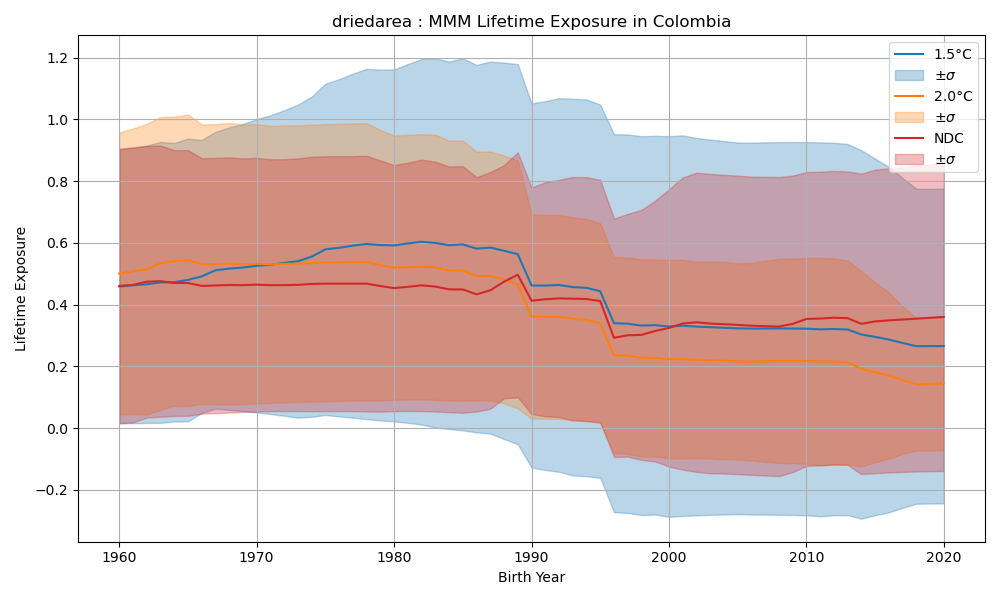 driedarea : MMM Lifetime Exposure in Colombia
1.5°C
±σ
2.0°C
±σ
NDC
±σ
Lifetime Exposure
1.2
1.0
0.8
0.6
0.4
0.2
0.0
−0.2
1960 1970 1980 1990 2000 2010 2020
Birth Year